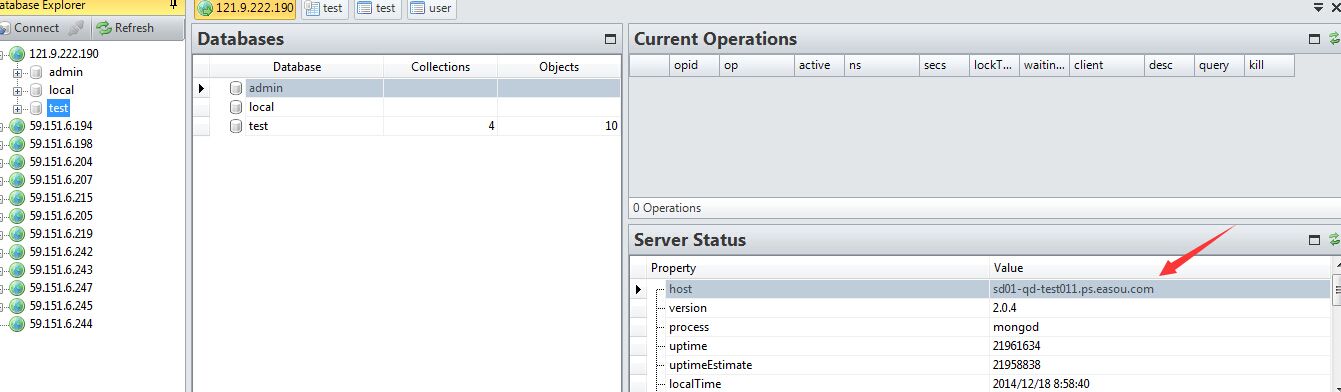 Database Explorer
Connect Refresh
121.9.222.190
admin
local
test
59.151.6.194
59.151.6.198
59.151.6.204
59.151.6.207
59.151.6.215
59.151.6.205
59.151.6.219
59.151.6.242
59.151.6.243
59.151.6.247
59.151.6.245
59.151.6.244
121.9.222.190 test test user
Databases
Database Collections Objects
admin
local
test 4 10
Current Operations
opid op active ns secs lockT... waitin... client desc query kill
0 Operations
Server Status
Property Value
host sd01-qd-test011.ps.easou.com
version 2.0.4
process mongod
uptime 21961634
uptimeEstimate 21958838
localTime 2014/12/18 8:58:40